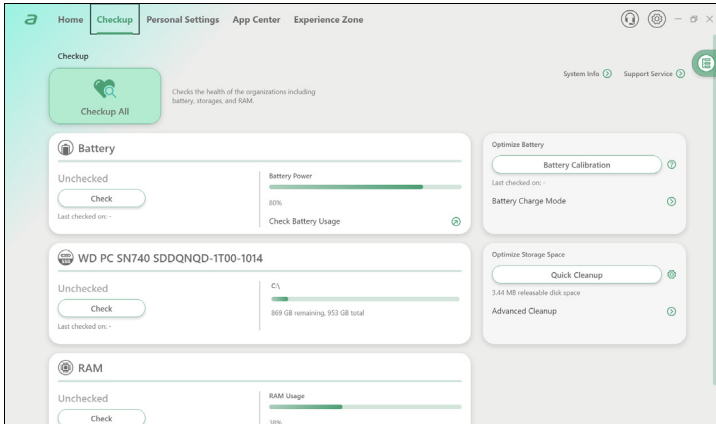 a Home Checkup Personal Settings App Center Experience Zone
Checkup
System Info Support Service
Checks the health of the organizations including
battery, storages, and RAM.
Checkup All
Battery
Unchecked
Check
Last checked on: -
Battery Power
80%
Check Battery Usage
Optimize Battery
Battery Calibration
?
Last checked on: -
Battery Charge Mode
WD PC SN740 SDDQNQD-1T00-1014
Unchecked
Check
Last checked on: -
C:\
869 GB remaining, 953 GB total
Optimize Storage Space
Quick Cleanup
3.44 MB releasable disk space
Advanced Cleanup
RAM
Unchecked
Check
RAM Usage
38%